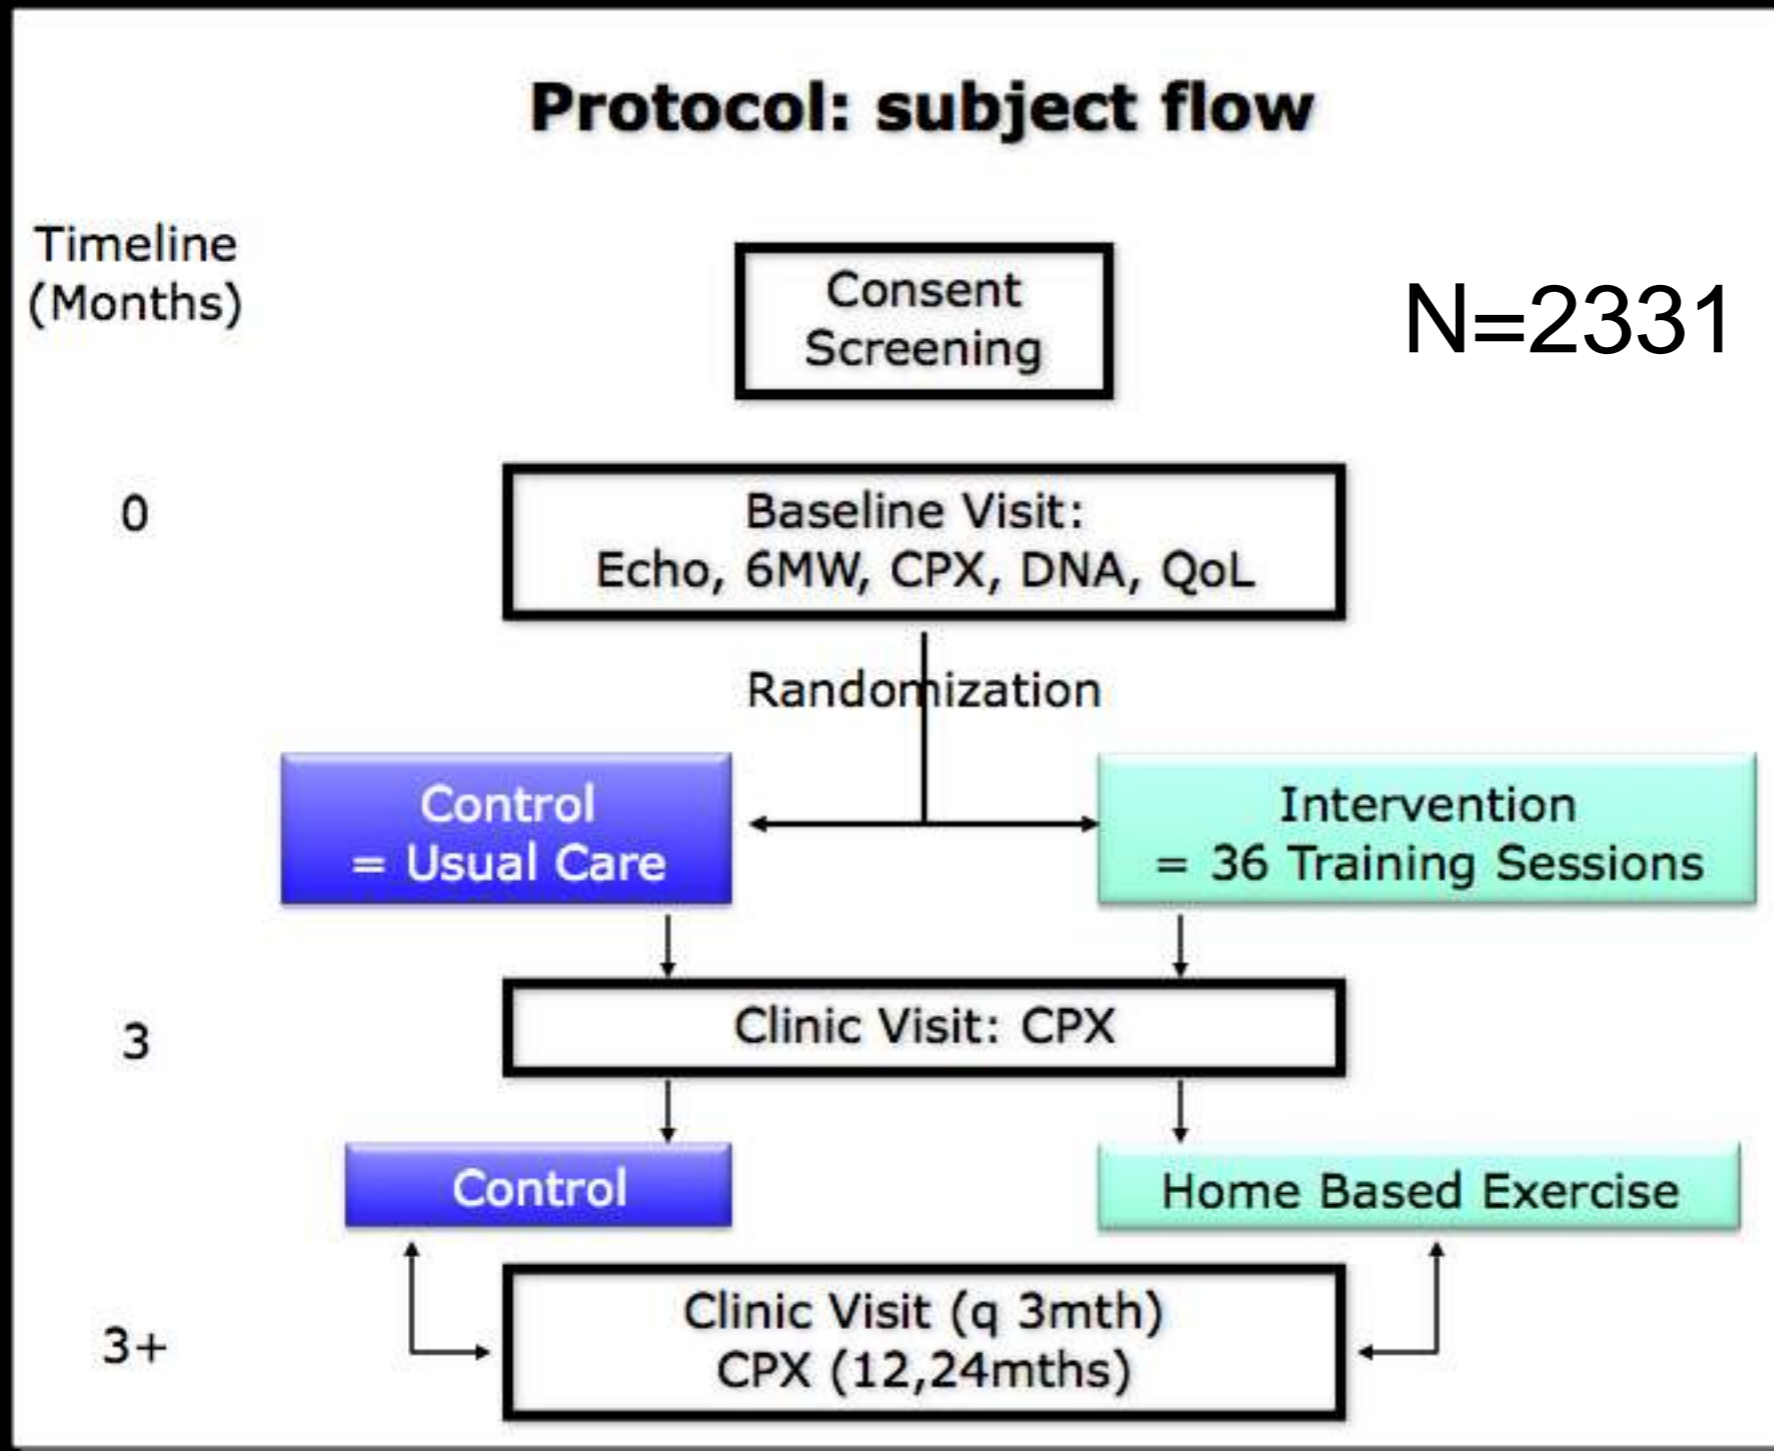 Protocol: subject flow
Timeline
(Months)
Consent
Screening
N=2331
0
Baseline Visit:
Echo, 6MW, CPX, DNA, QoL
Randomization
Control
= Usual Care
Intervention
= 36 Training Sessions
3
Clinic Visit: CPX
Control
Home Based Exercise
3+
Clinic Visit (q 3mth)
CPX (12,24mths)